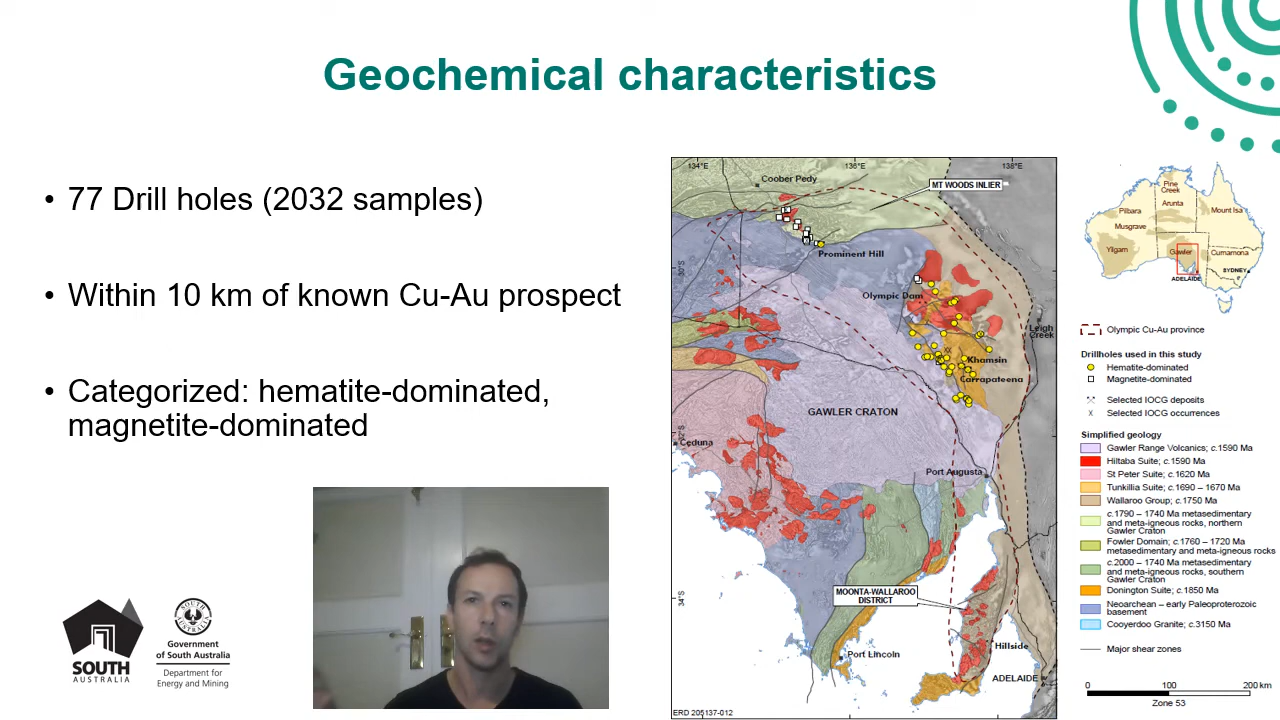 Geochemical characteristics
• 77 Drill holes (2032 samples)
• Within 10 km of known Cu-Au prospect
• Categorized: hematite-dominated,
magnetite-dominated
SOUTH
AUSTRALIA
SOUTH AUSTRALIA
Government
of South Australia
Department for
Energy and Mining
134°E
136°E
138°E
Coober Pedy
MT WOODS INLIER
Prominent Hill
30°S
Olympic Dam
Leigh
Creek
Khamsin
Carrapateena
GAWLER CRATON
32°S
Ceduna
Port Augusta
MOONTA-WALLAROO
DISTRICT
34°S
Hillside
Port Lincoln
ADELAIDE
ERD 205137-012
Pine
Creek
Arunta
Pilbara
Mount Isa
Musgrave
Yilgarn
Gawler
Curnamona
SYDNEY
ADELAIDE
Olympic Cu-Au province
Drillholes used in this study
Hematite-dominated
Magnetite-dominated
Selected IOCG deposits
X Selected IOCG occurrences
Simplified geology
Gawler Range Volcanics; c.1590 Ma
Hiltaba Suite; c.1590 Ma
St Peter Suite; c.1620 Ma
Tunkillia Suite; c.1690 – 1670 Ma
Wallaroo Group; c.1750 Ma
c.1790 – 1740 Ma metasedimentary
and meta-igneous rocks, northern
Gawler Craton
Fowler Domain; c.1760 – 1720 Ma
metasedimentary and meta-igneous rocks
c.2000 – 1740 Ma metasedimentary
and meta-igneous rocks, southern
Gawler Craton
Donington Suite; c.1850 Ma
Neoarchean – early Paleoproterozoic
basement
Cooyerdoo Granite; c.3150 Ma
Major shear zones
0 100 200 km
Zone 53